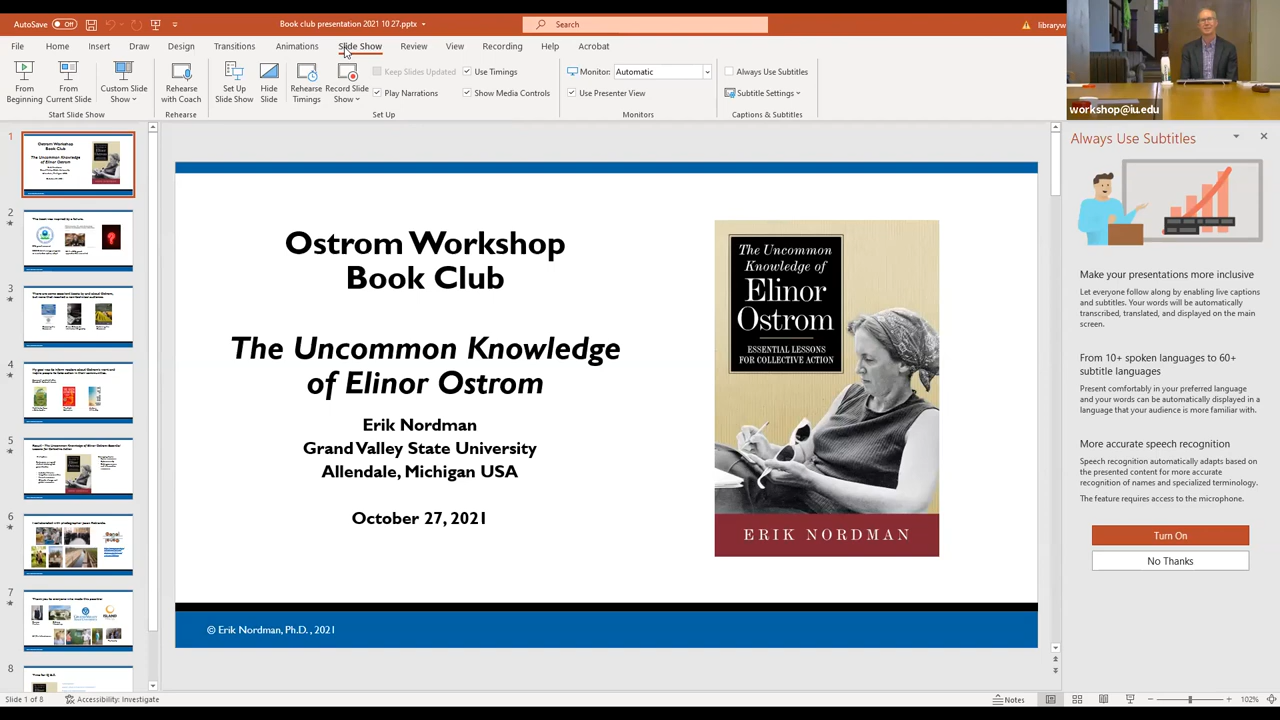 AutoSave Off
Book club presentation 2021 10 27.pptx
Search
File Home Insert Draw Design Transitions Animations Slide Show Review View Recording Help Acrobat
From Beginning
From Current Slide
Custom Slide Show
Rehearse with Coach
Set Up Slide Show
Hide Slide
Rehearse Timings
Record Slide Show
Keep Slides Updated
Use Timings
Play Narrations
Show Media Controls
Monitor: Automatic
Use Presenter View
Always Use Subtitles
Subtitle Settings
Start Slide Show
Rehearse
Set Up
Monitors
Captions & Subtitles
workshop@iu.edu
1
2
3
4
5
6
7
8
Ostrom Workshop
Book Club
The Uncommon Knowledge
of Elinor Ostrom
Erik Nordman
Grand Valley State University
Allendale, Michigan USA
October 27, 2021
The Uncommon
Knowledge of
Elinor
Ostrom
ESSENTIAL LESSONS
FOR COLLECTIVE ACTION
ERIK NORDMAN
© Erik Nordman, Ph.D. , 2021
Always Use Subtitles
Make your presentations more inclusive
Let everyone follow along by enabling live captions
and subtitles. Your words will be automatically
transcribed, translated, and displayed on the main
screen.
From 10+ spoken languages to 60+
subtitle languages
Present comfortably in your preferred language
and your words can be automatically displayed in a
language that your audience is more familiar with.
More accurate speech recognition
Speech recognition automatically adapts based on
the presented content for more accurate
recognition of names and specialized terminology.
The feature requires access to the microphone.
Turn On
No Thanks
Slide 1 of 8
Accessibility: Investigate
Notes
102%